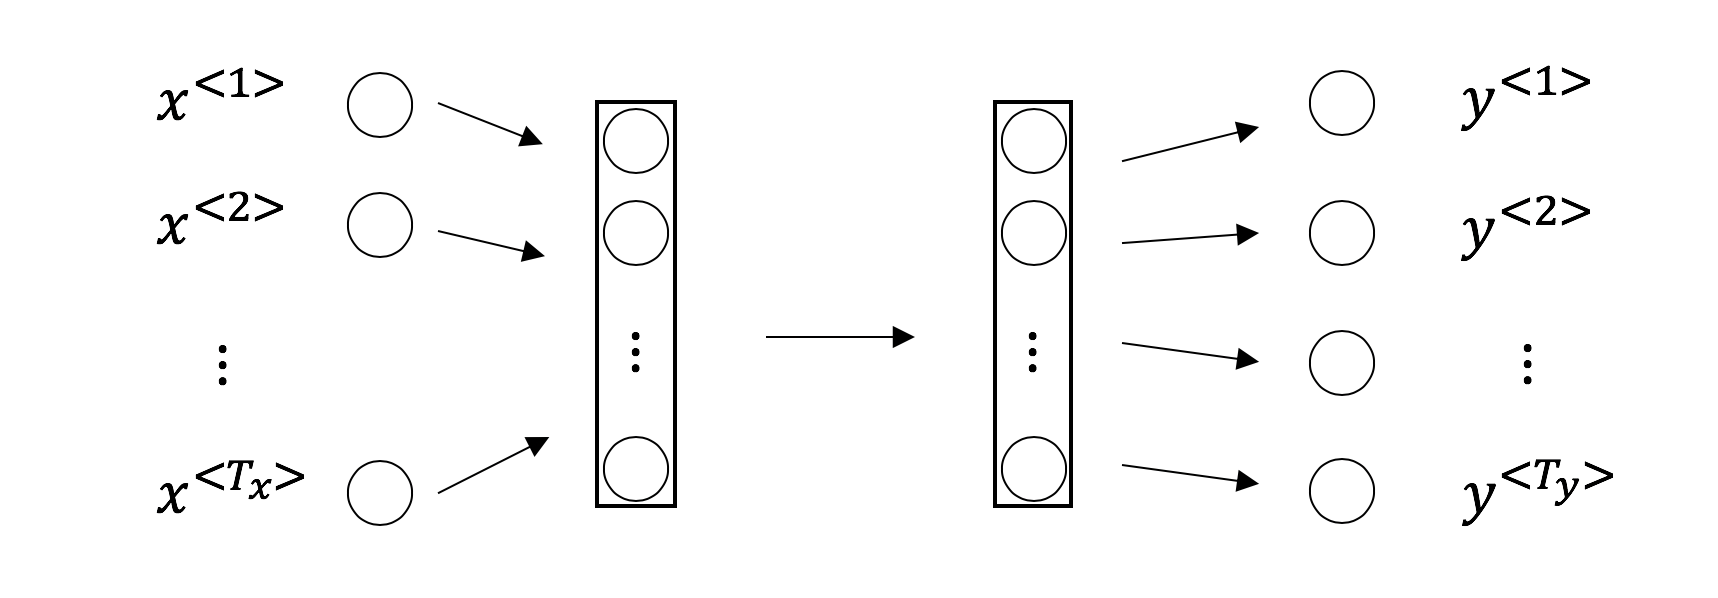 x<1> y<1>
x<2> y<2>
⋮ ⋮ ⋮ ⋮
x<Tx> y<Ty>